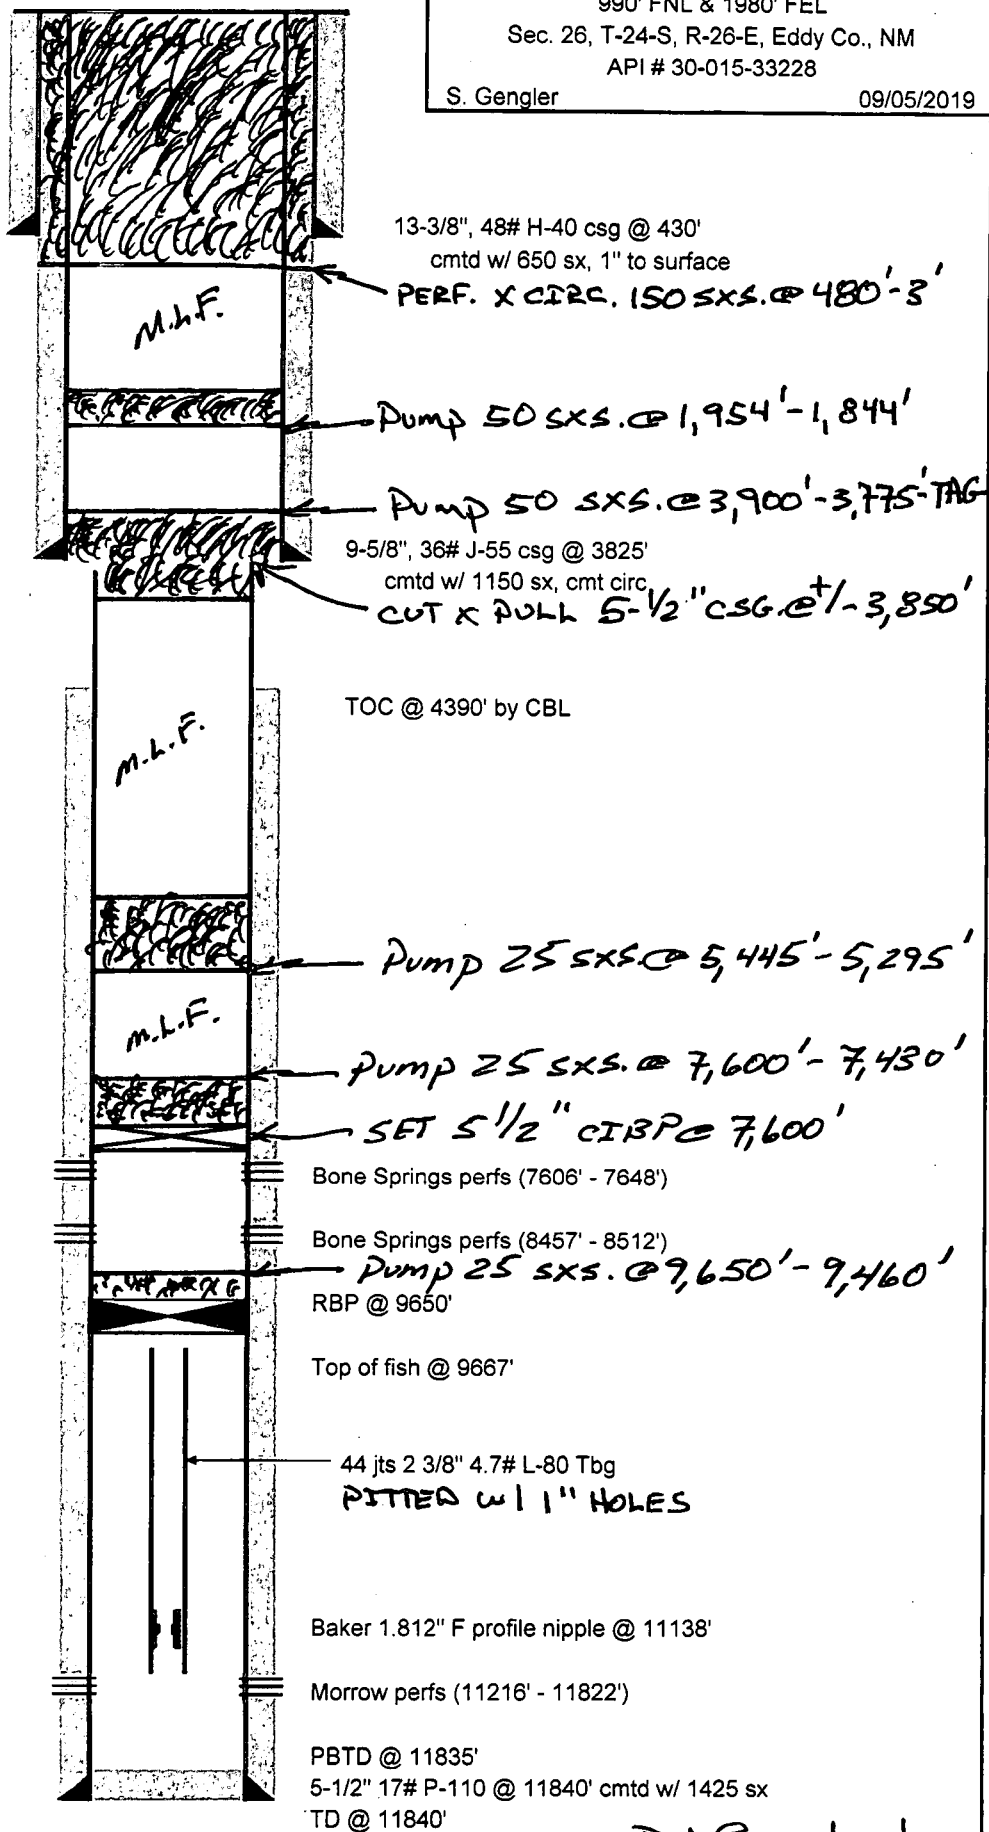 990' FNL & 1980' FEL
Sec. 26, T-24-S, R-26-E, Eddy Co., NM
API # 30-015-33228
S. Gengler 09/05/2019
13-3/8", 48# H-40 csg @ 430'
cmtd w/ 650 sx, 1" to surface
PERF. X CIRC. 150 SXS. @ 480'-3'
M.L.F.
Pump 50 SXS. @ 1,954'-1,844'
Pump 50 SXS. @ 3,900'-3,775'-TAG
9-5/8", 36# J-55 csg @ 3825'
cmtd w/ 1150 sx, cmt circ
CUT X PULL 5-1/2" CSG. @ +/- 3,850'
TOC @ 4390' by CBL
M.L.F.
Pump 25 SXS. @ 5,445'-5,295'
M.L.F.
Pump 25 SXS. @ 7,600'-7,430'
SET 5 1/2" CIBP @ 7,600'
Bone Springs perfs (7606' - 7648')
Bone Springs perfs (8457' - 8512')
Pump 25 SXS. @ 9,650'-9,460'
RBP @ 9650'
Top of fish @ 9667'
44 jts 2 3/8" 4.7# L-80 Tbg
PITTED W/ 1" HOLES
Baker 1.812" F profile nipple @ 11138'
Morrow perfs (11216' - 11822')
PBTD @ 11835'
5-1/2" 17# P-110 @ 11840' cmtd w/ 1425 sx
TD @ 11840'